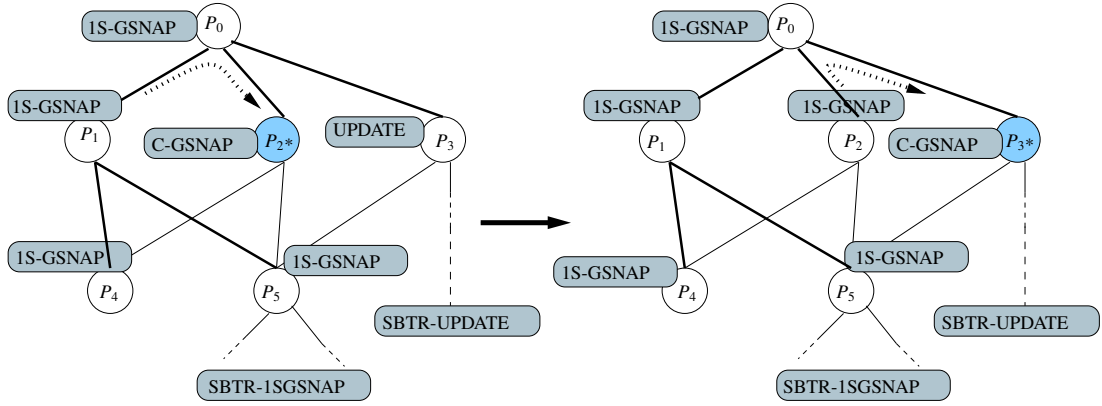 1S-GSNAP P0
1S-GSNAP
P1
C-GSNAP P2*
UPDATE P3
1S-GSNAP
P4
1S-GSNAP
P5
SBTR-UPDATE
SBTR-1SGSNAP
1S-GSNAP P0
1S-GSNAP
P1
1S-GSNAP
P2
C-GSNAP P3*
1S-GSNAP
P4
1S-GSNAP
P5
SBTR-UPDATE
SBTR-1SGSNAP